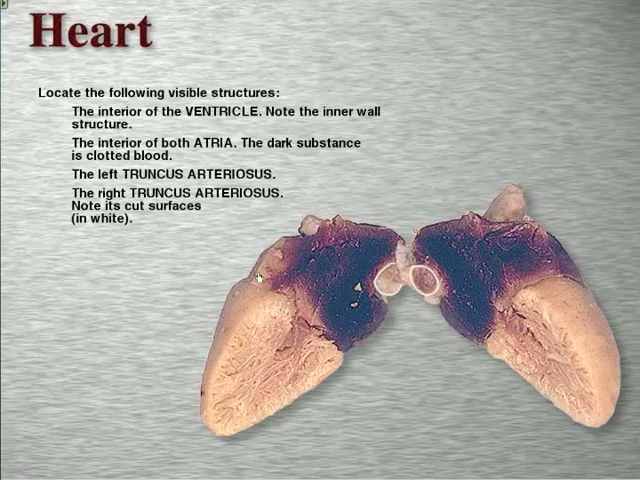 Heart
Locate the following visible structures:
The interior of the VENTRICLE. Note the inner wall
structure.
The interior of both ATRIA. The dark substance
is clotted blood.
The left TRUNCUS ARTERIOSUS.
The right TRUNCUS ARTERIOSUS.
Note its cut surfaces
(in white).